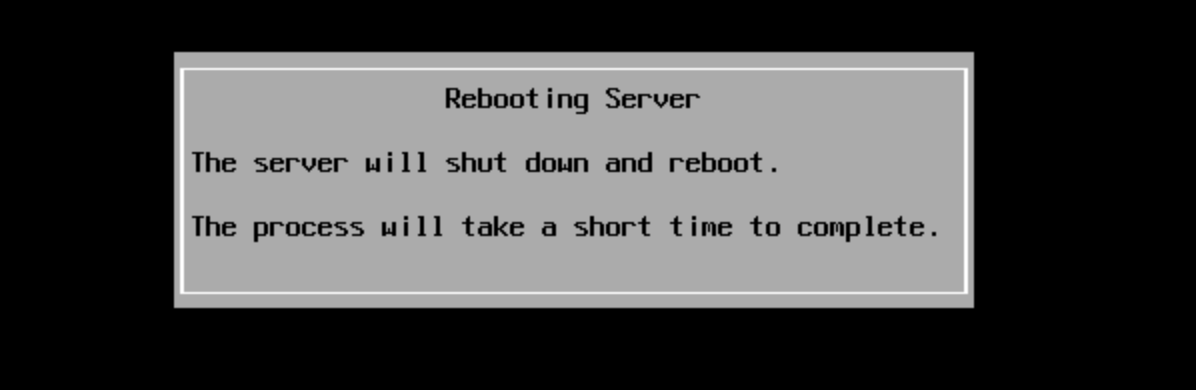 Rebooting Server
The server will shut down and reboot.
The process will take a short time to complete.